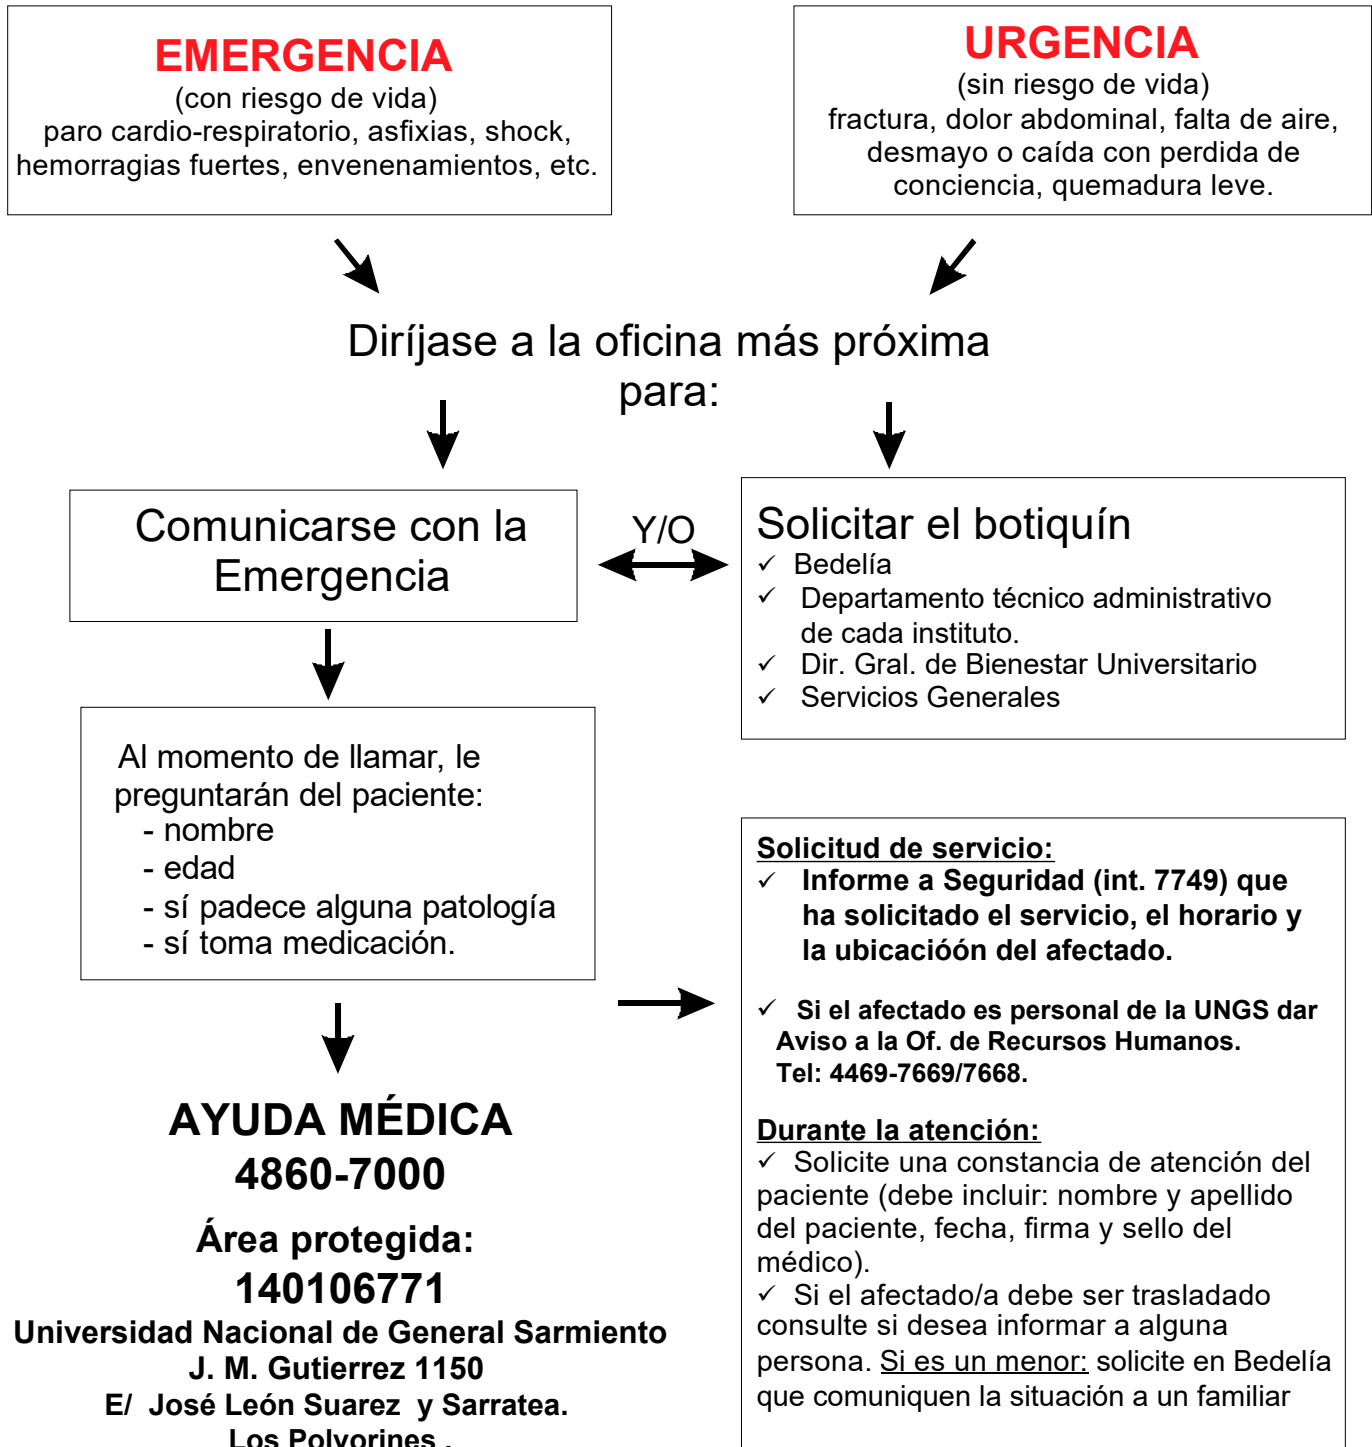 EMERGENCIA
(con riesgo de vida)
paro cardio-respiratorio, asfixias, shock,
hemorragias fuertes, envenenamientos, etc.
URGENCIA
(sin riesgo de vida)
fractura, dolor abdominal, falta de aire,
desmayo o caída con perdida de
conciencia, quemadura leve.
Diríjase a la oficina más próxima
para:
Comunicarse con la
Emergencia
Y/O
Solicitar el botiquín
✓ Bedelía
✓ Departamento técnico administrativo
de cada instituto.
✓ Dir. Gral. de Bienestar Universitario
✓ Servicios Generales
Al momento de llamar, le
preguntarán del paciente:
- nombre
- edad
- sí padece alguna patología
- sí toma medicación.
AYUDA MÉDICA
4860-7000
Área protegida:
140106771
Universidad Nacional de General Sarmiento
J. M. Gutierrez 1150
E/ José León Suarez y Sarratea.
Los Polvorines .
Solicitud de servicio:
✓ Informe a Seguridad (int. 7749) que
ha solicitado el servicio, el horario y
la ubicacióón del afectado.
✓ Si el afectado es personal de la UNGS dar
Aviso a la Of. de Recursos Humanos.
Tel: 4469-7669/7668.
Durante la atención:
✓ Solicite una constancia de atención del
paciente (debe incluir: nombre y apellido
del paciente, fecha, firma y sello del
médico).
✓ Si el afectado/a debe ser trasladado
consulte si desea informar a alguna
persona. Si es un menor: solicite en Bedelía
que comuniquen la situación a un familiar